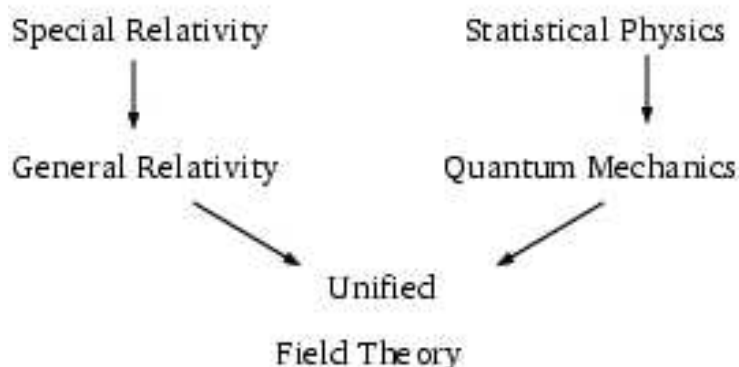 Special Relativity
Statistical Physics
General Relativity
Quantum Mechanics
Unified
Field Theory